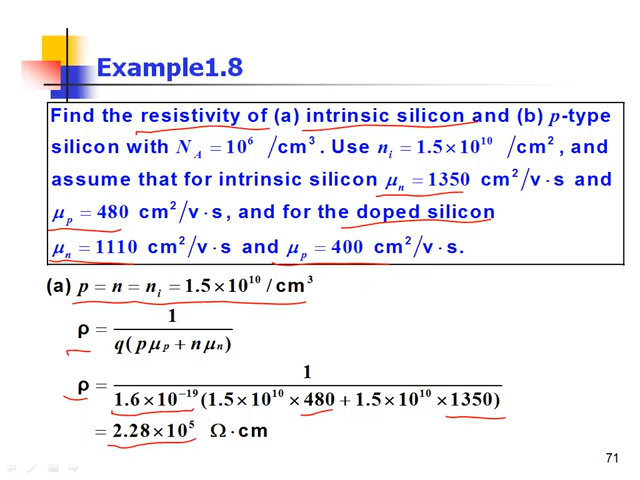 Example1.8
Find the resistivity of (a) intrinsic silicon and (b) p-type
silicon with N_A = 10^6 /cm^3. Use n_i = 1.5×10^10 /cm^2, and
assume that for intrinsic silicon μ_n = 1350 cm^2/v·s and
μ_p = 480 cm^2/v·s, and for the doped silicon
μ_n = 1110 cm^2/v·s and μ_p = 400 cm^2/v·s.
(a) p = n = n_i = 1.5×10^10 / cm^3
ρ = 1 / q(pμ_p + nμ_n)
ρ = 1 / 1.6×10^−19 (1.5×10^10 × 480 + 1.5×10^10 × 1350)
= 2.28×10^5 Ω·cm
71